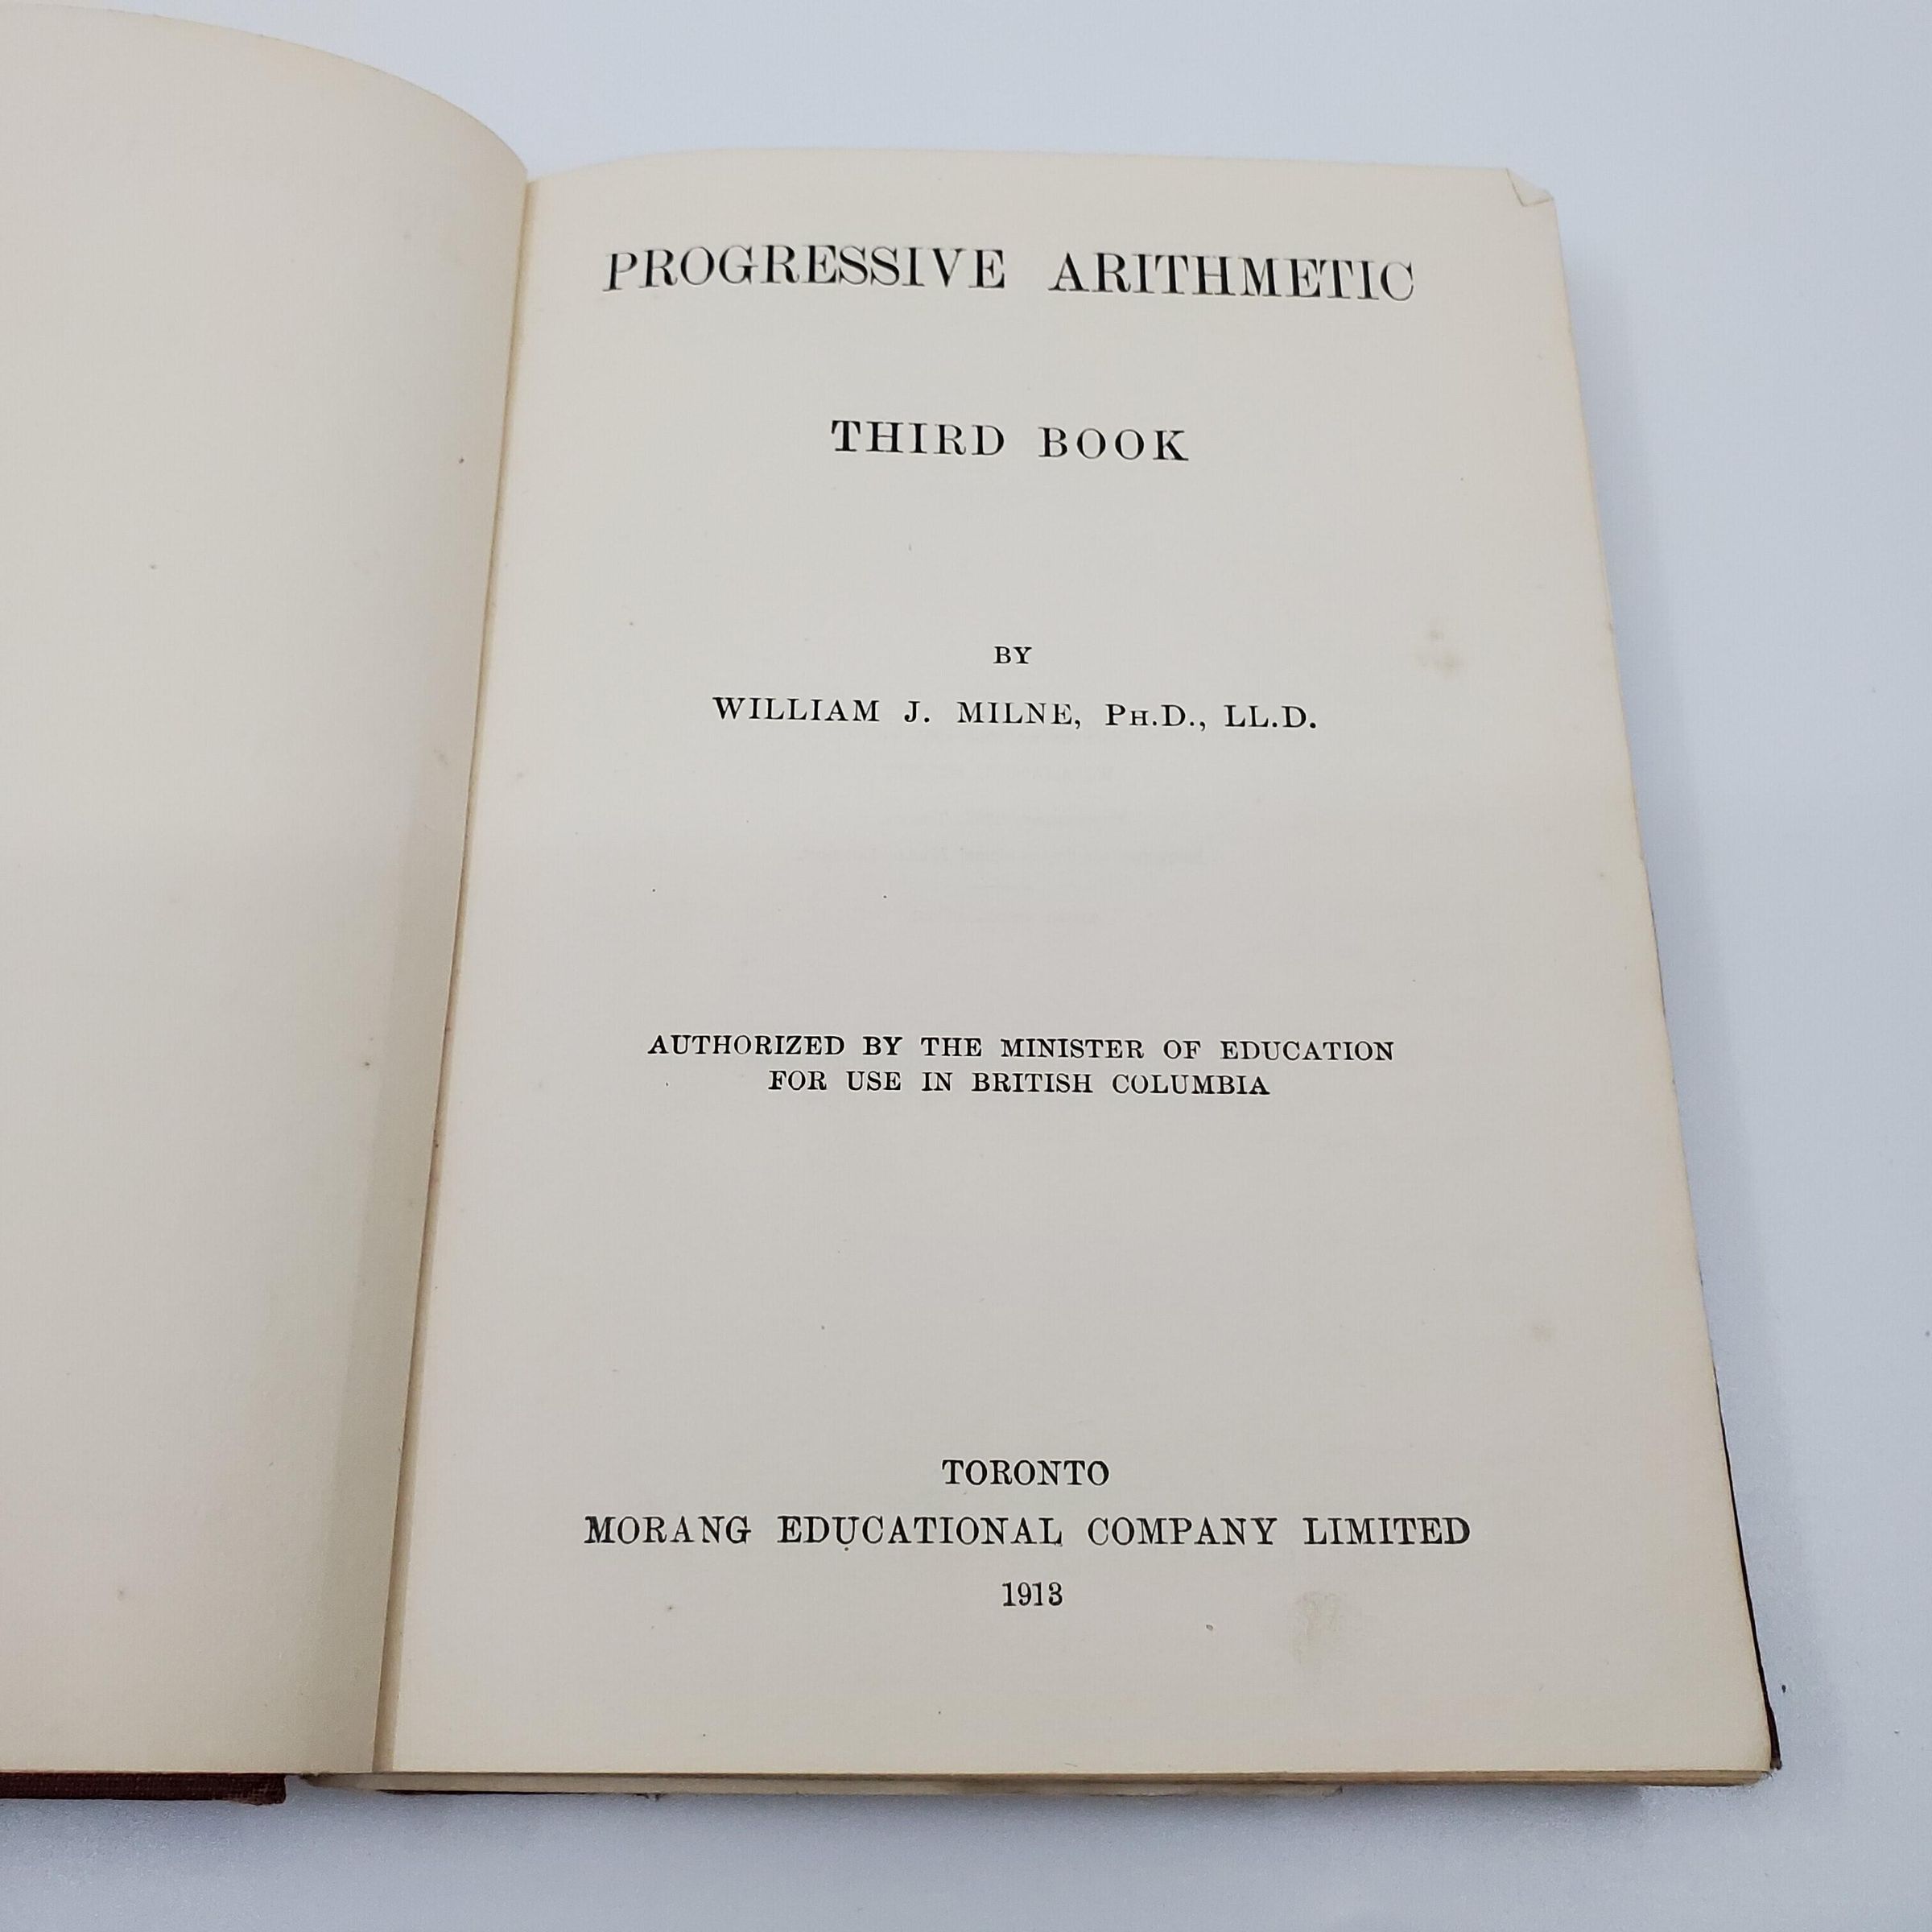 PROGRESSIVE ARITHMETIC
THIRD BOOK
BY
WILLIAM J. MILNE, PH.D., LL.D.
AUTHORIZED BY THE MINISTER OF EDUCATION
FOR USE IN BRITISH COLUMBIA
TORONTO
MORANG EDUCATIONAL COMPANY LIMITED
1913